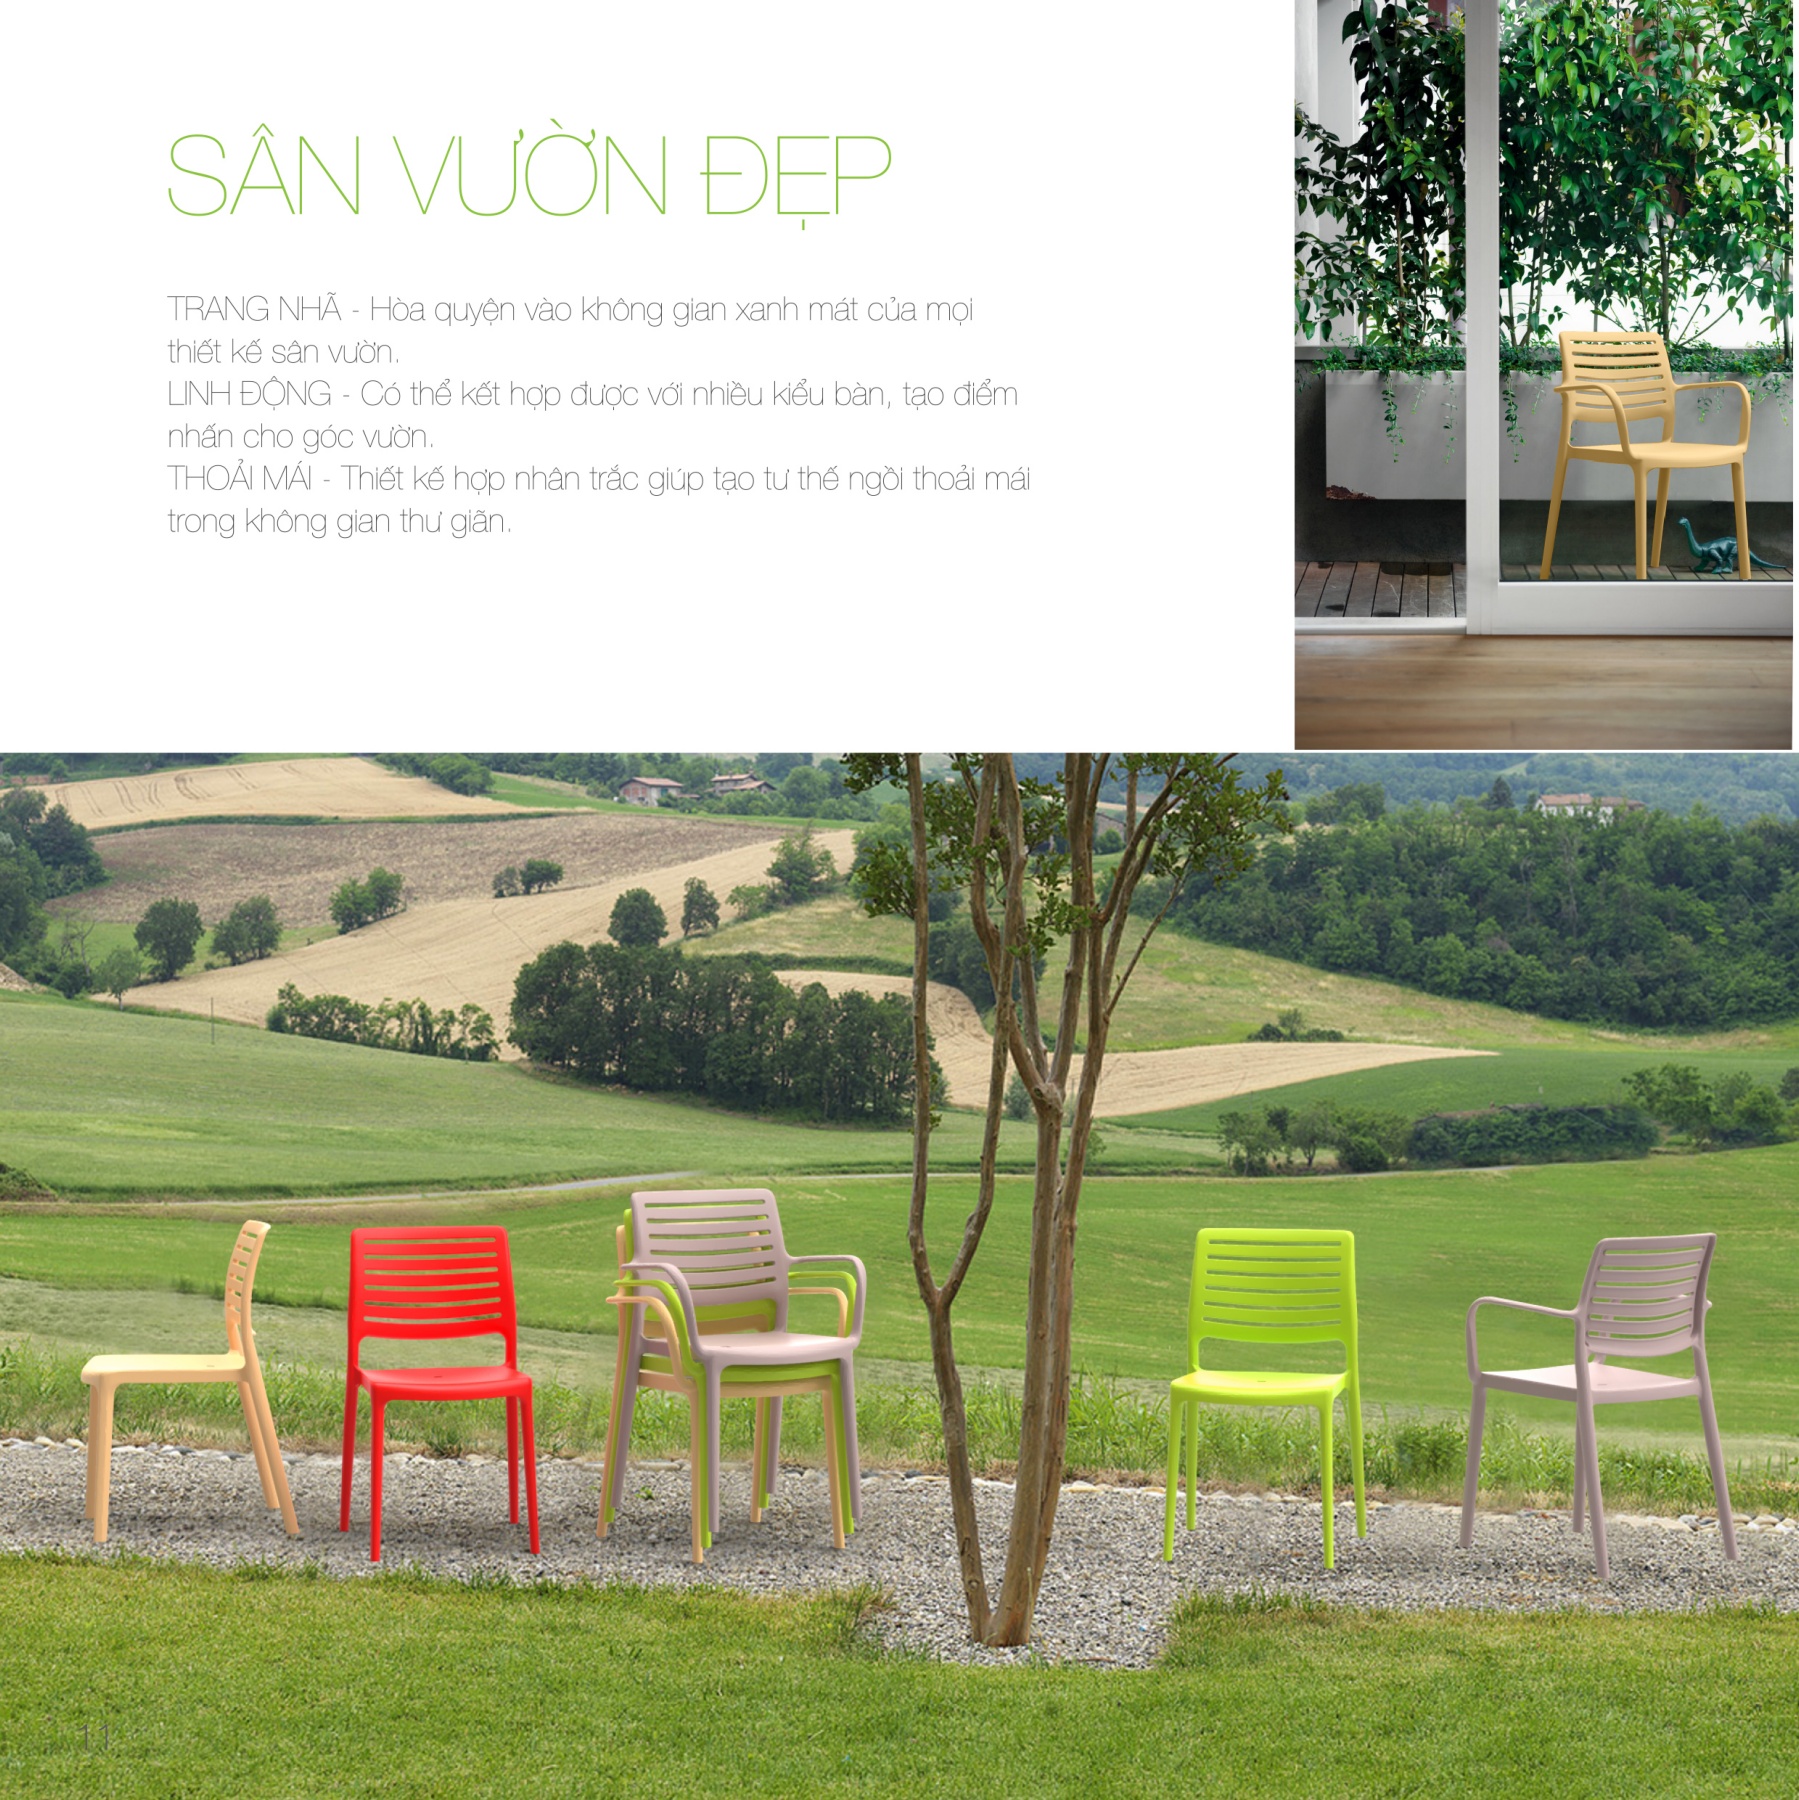 SÂN VƯỜN ĐẸP
TRANG NHÃ - Hòa quyện vào không gian xanh mát của mọi
thiết kế sân vườn.
LINH ĐỘNG - Có thể kết hợp được với nhiều kiểu bàn, tạo điểm
nhấn cho góc vườn.
THOẢI MÁI - Thiết kế hợp nhân trắc giúp tạo tư thế ngồi thoải mái
trong không gian thư giãn.
11